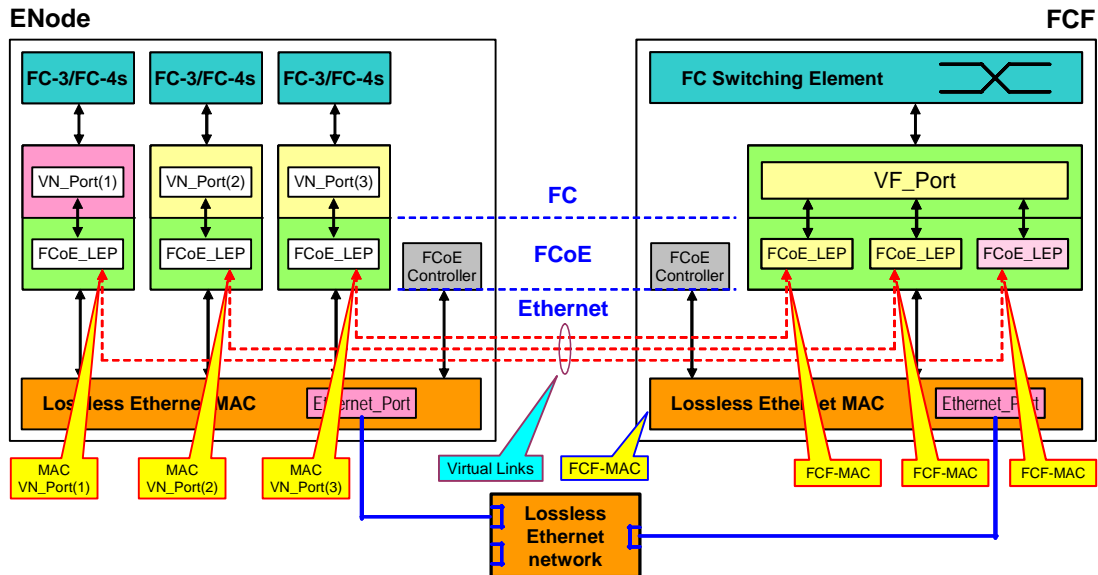 ENode
FCF
FC-3/FC-4s
FC-3/FC-4s
FC-3/FC-4s
FC Switching Element
VN_Port(1)
VN_Port(2)
VN_Port(3)
VF_Port
FC
FCoE_LEP
FCoE_LEP
FCoE_LEP
FCoE
Controller
FCoE
FCoE
Controller
FCoE_LEP
FCoE_LEP
FCoE_LEP
Ethernet
Lossless Ethernet MAC
Ethernet_Port
Lossless Ethernet MAC
Ethernet_Port
MAC
VN_Port(1)
MAC
VN_Port(2)
MAC
VN_Port(3)
Virtual Links
FCF-MAC
FCF-MAC
FCF-MAC
FCF-MAC
Lossless
Ethernet
network